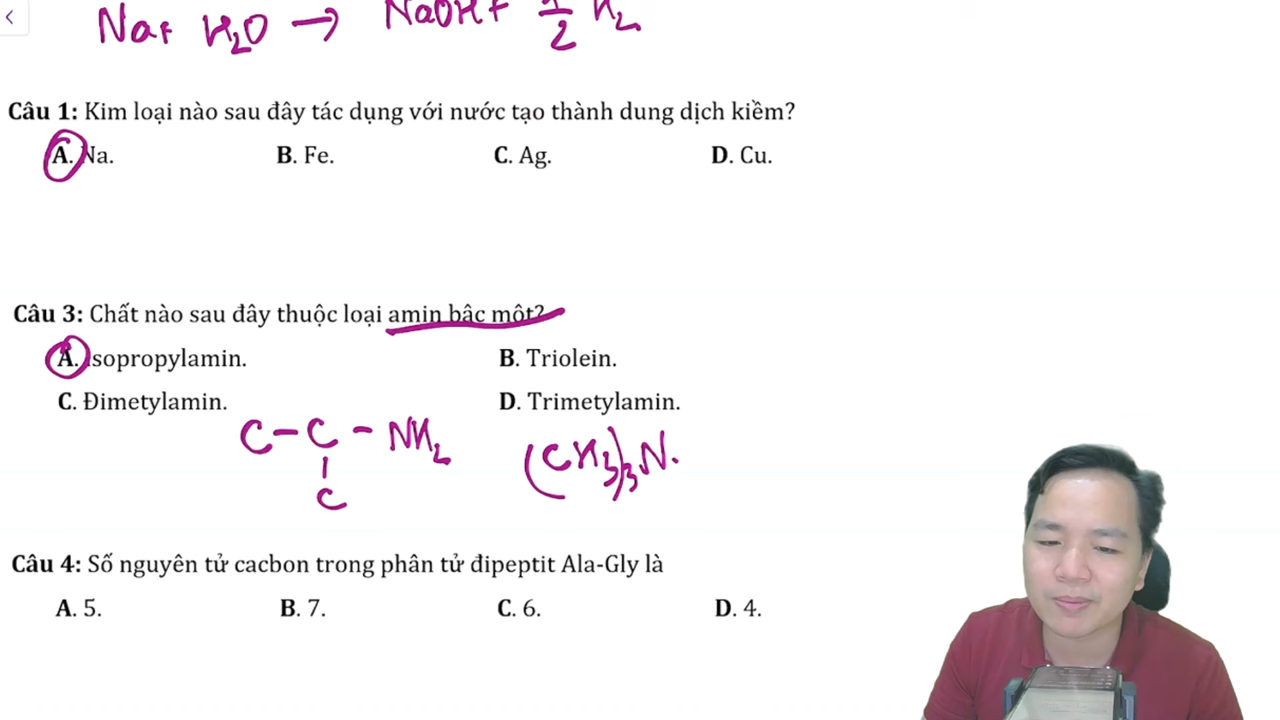 Na + H2O → NaOH + 1/2 H2
Câu 1: Kim loại nào sau đây tác dụng với nước tạo thành dung dịch kiềm?
A. Na. B. Fe. C. Ag. D. Cu.
Câu 3: Chất nào sau đây thuộc loại amin bậc một?
A. Isopropylamin. B. Triolein.
C. Đimetylamin. D. Trimetylamin.
C - C - NH2 (CH3)3N.
C
Câu 4: Số nguyên tử cacbon trong phân tử đipeptit Ala-Gly là
A. 5. B. 7. C. 6. D. 4.